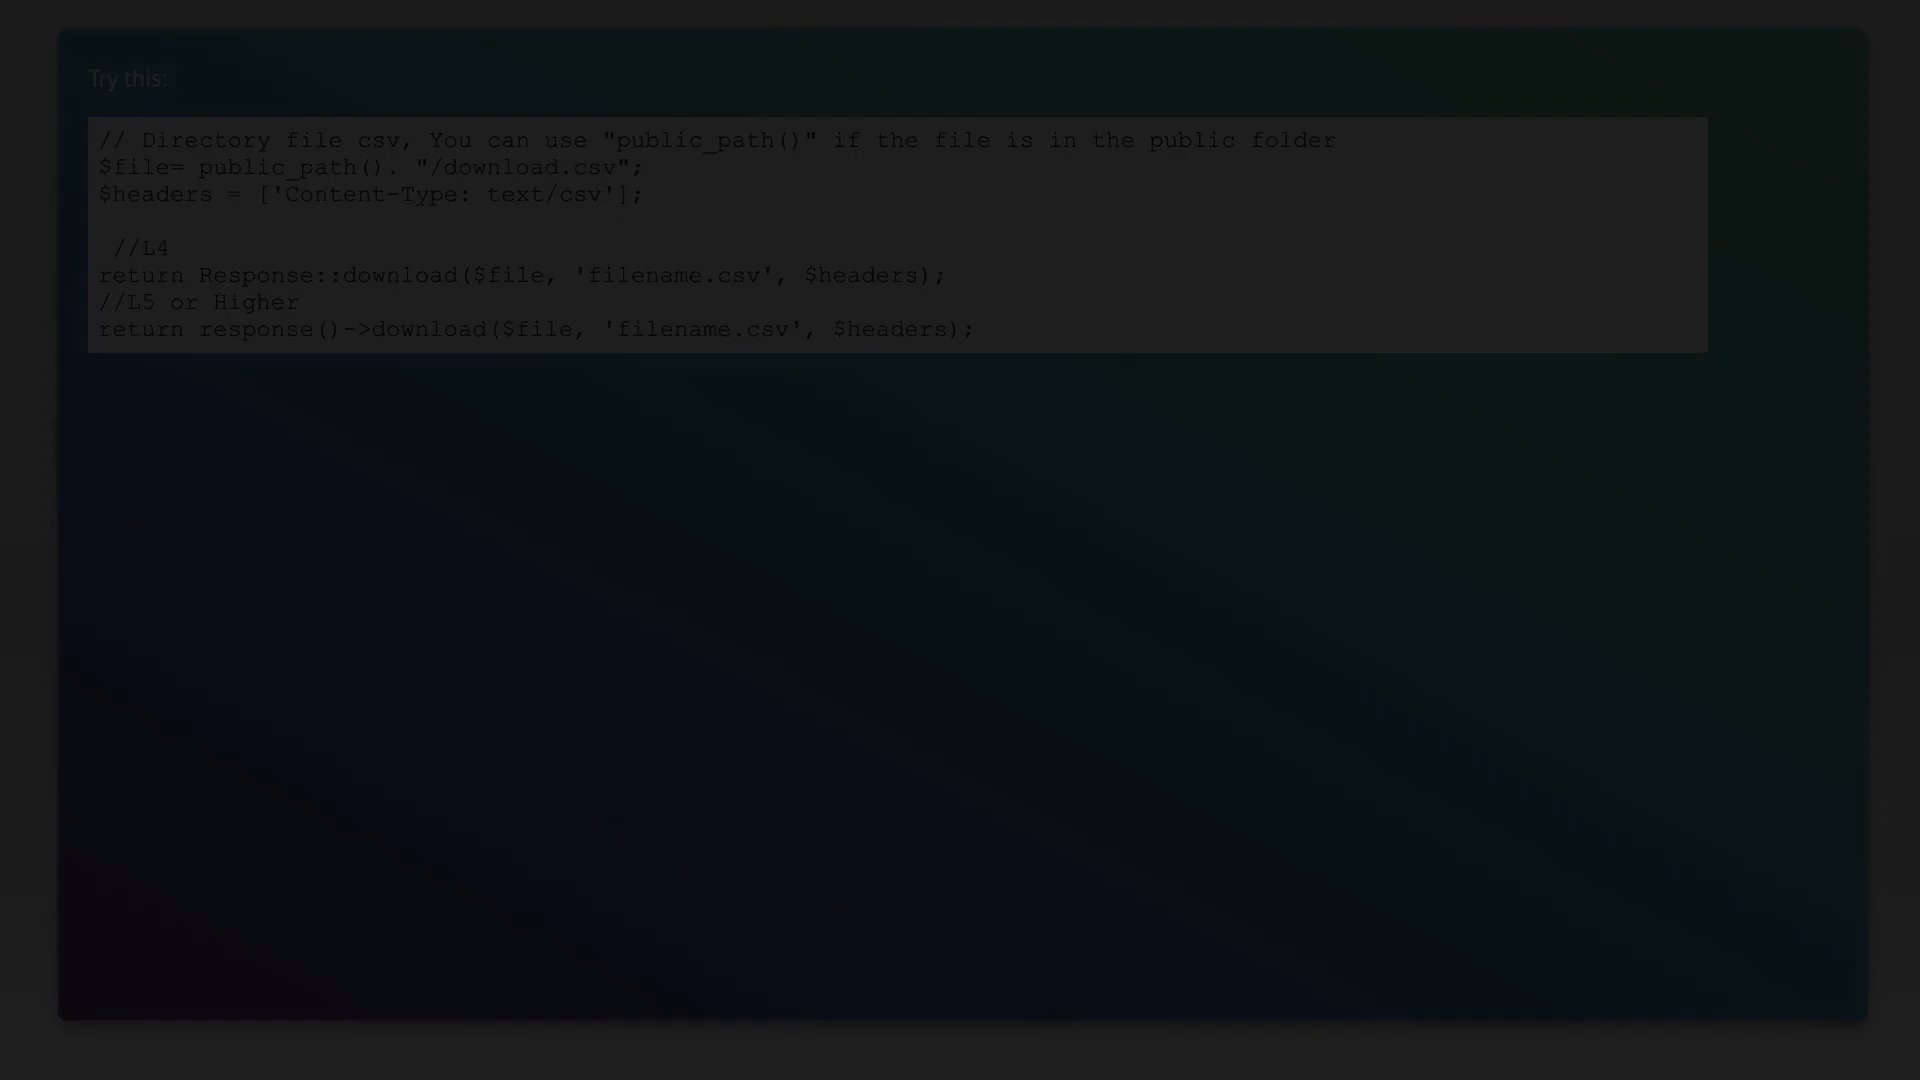 Try this:
// Directory file csv, You can use "public_path()" if the file is in the public folder
$file= public_path(). "/download.csv";
$headers = ['Content-Type: text/csv'];
//L4
return Response::download($file, 'filename.csv', $headers);
//L5 or Higher
return response()->download($file, 'filename.csv', $headers);